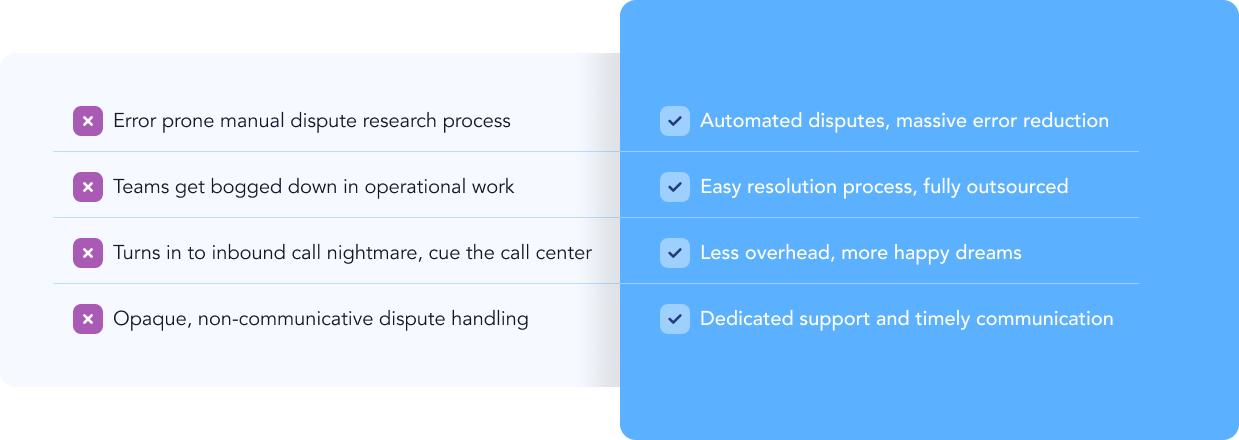 Error prone manual dispute research process
Automated disputes, massive error reduction
Teams get bogged down in operational work
Easy resolution process, fully outsourced
Turns in to inbound call nightmare, cue the call center
Less overhead, more happy dreams
Opaque, non-communicative dispute handling
Dedicated support and timely communication